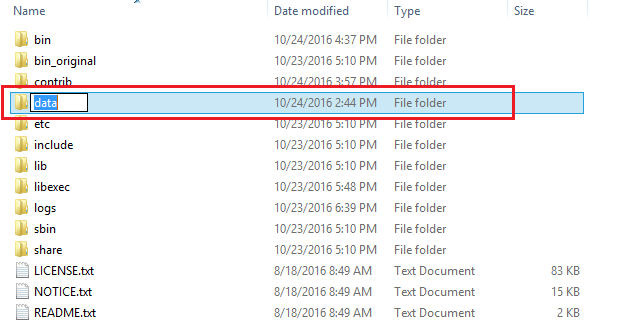 Name Date modified Type Size
bin 10/24/2016 4:37 PM File folder
bin_original 10/23/2016 5:10 PM File folder
contrib 10/24/2016 3:57 PM File folder
data 10/24/2016 2:44 PM File folder
etc 10/23/2016 5:10 PM File folder
include 10/23/2016 5:10 PM File folder
lib 10/23/2016 5:10 PM File folder
libexec 10/23/2016 5:48 PM File folder
logs 10/23/2016 6:39 PM File folder
sbin 10/23/2016 5:10 PM File folder
share 10/23/2016 5:10 PM File folder
LICENSE.txt 8/18/2016 8:49 AM Text Document 83 KB
NOTICE.txt 8/18/2016 8:49 AM Text Document 15 KB
README.txt 8/18/2016 8:49 AM Text Document 2 KB